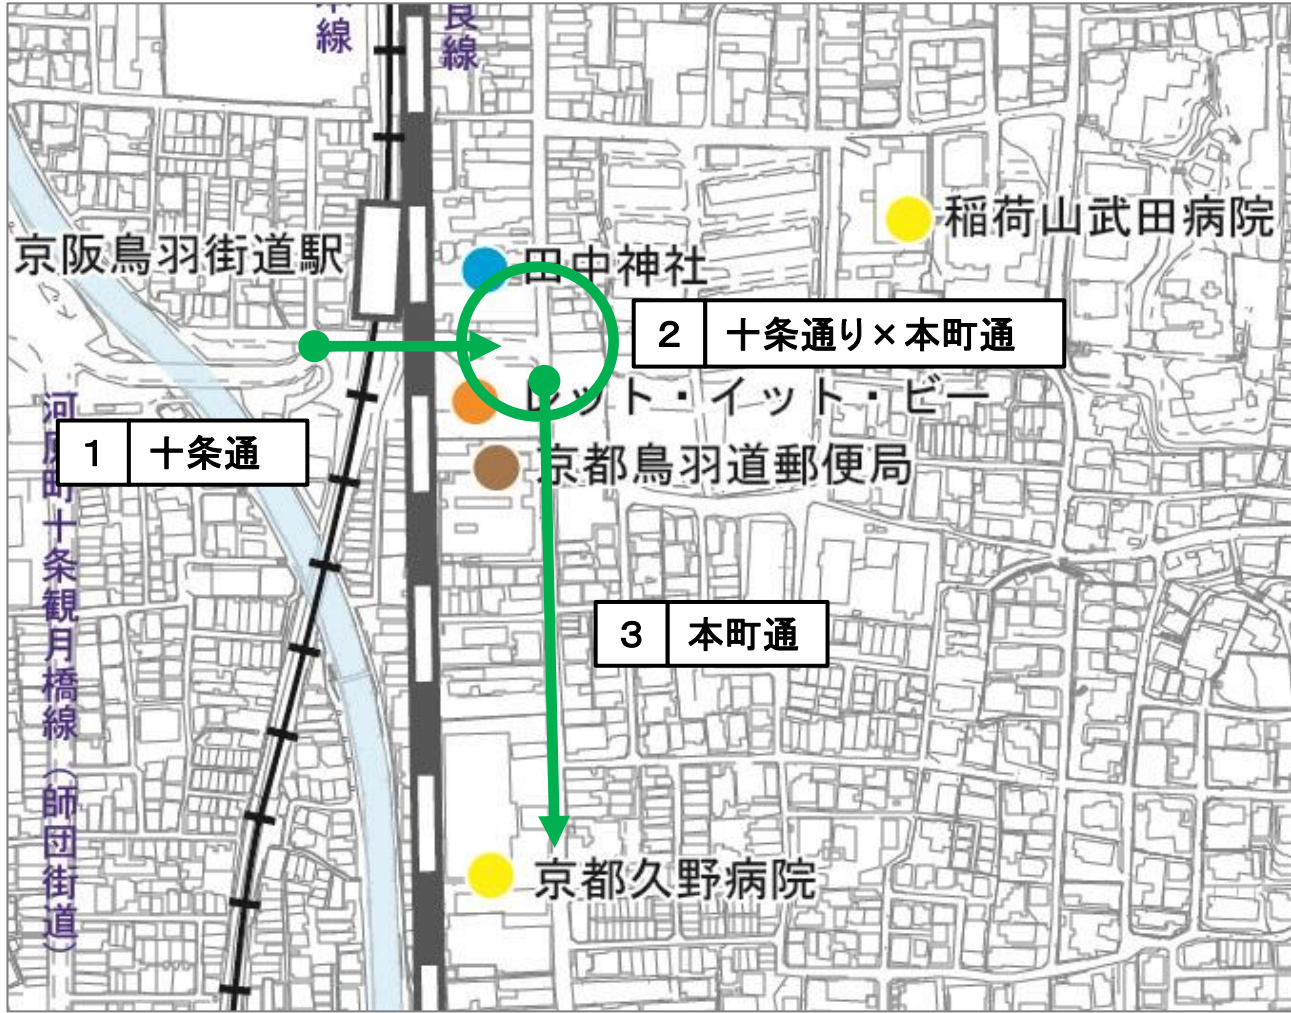 線
良線
稲荷山武田病院
京阪鳥羽街道駅
田中神社
2 十条通り×本町通
レット・イット・ビー
1 十条通
京都鳥羽道郵便局
河原町十条観月橋線(師団街道)
3 本町通
京都久野病院